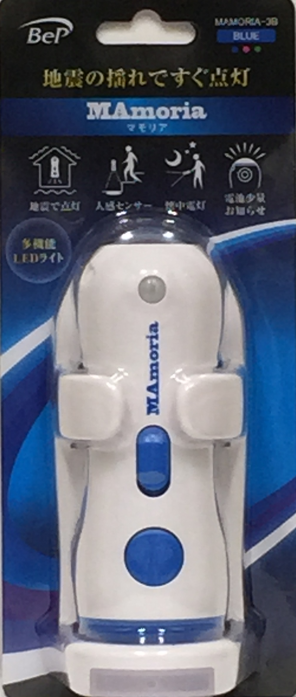 BeP
MAMORIA-3B
BLUE
地震の揺れですぐ点灯
MAmoria
マモリア
地震で点灯
人感センサー
懐中電灯
電池少量
お知らせ
多機能
LEDライト
MAmoria